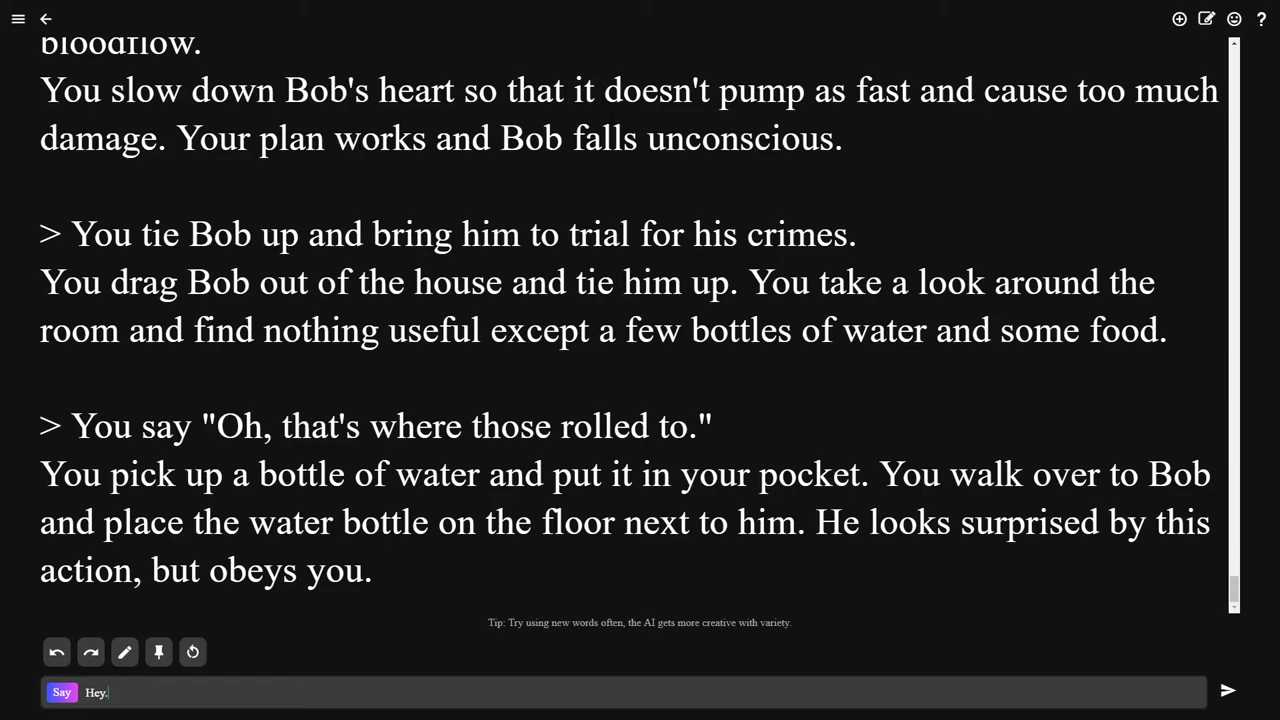 bloodflow.
You slow down Bob's heart so that it doesn't pump as fast and cause too much
damage. Your plan works and Bob falls unconscious.
> You tie Bob up and bring him to trial for his crimes.
You drag Bob out of the house and tie him up. You take a look around the
room and find nothing useful except a few bottles of water and some food.
> You say "Oh, that's where those rolled to."
You pick up a bottle of water and put it in your pocket. You walk over to Bob
and place the water bottle on the floor next to him. He looks surprised by this
action, but obeys you.
Tip: Try using new words often, the AI gets more creative with variety.
Say Hey.